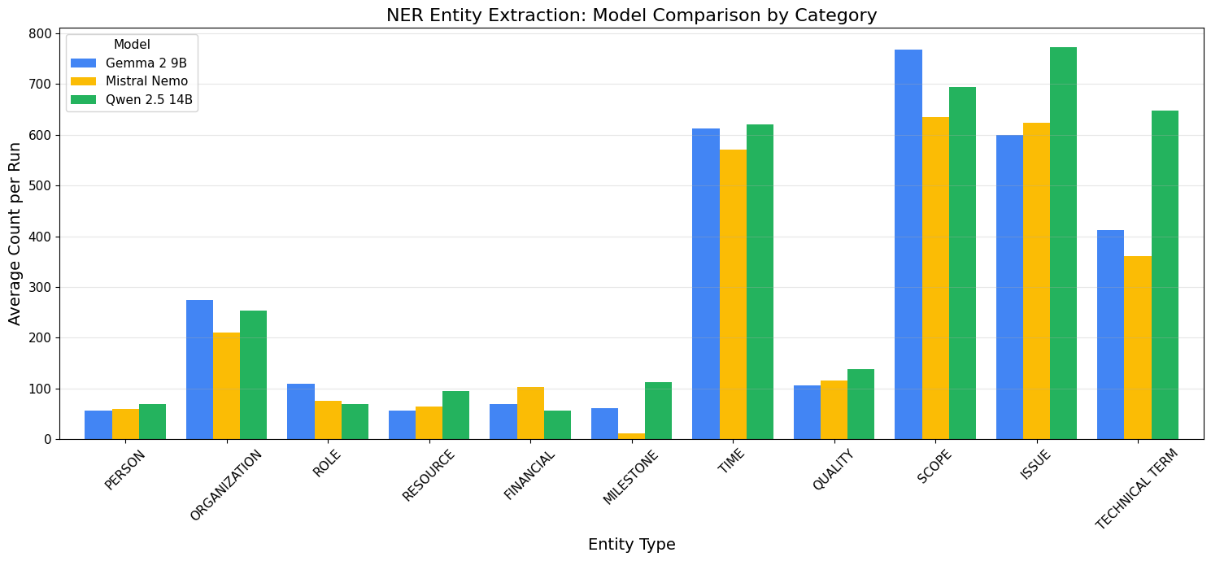 NER Entity Extraction: Model Comparison by Category
Model
Gemma 2 9B
Mistral Nemo
Qwen 2.5 14B
Average Count per Run
800
700
600
500
400
300
200
100
0
PERSON
ORGANIZATION
ROLE
RESOURCE
FINANCIAL
MILESTONE
TIME
QUALITY
SCOPE
ISSUE
TECHNICAL TERM
Entity Type